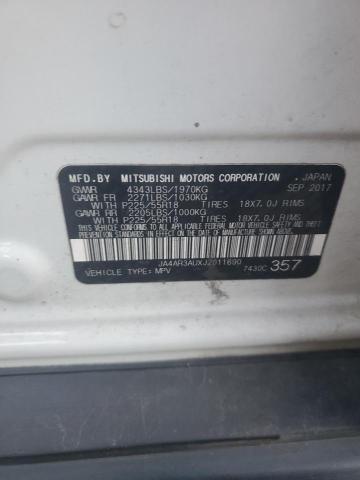 MFD.BY MITSUBISHI MOTORS CORPORATION, JAPAN
GVWR 4343LBS/1970KG SEP 2017
GAWR FR 2271LBS/1030KG
WITH P225/55R18 TIRES, 18X7.0J RIMS
GAWR RR 2205LBS/1000KG
WITH P225/55R18 TIRES, 18X7.0J RIMS
THIS VEHICLE CONFORMS TO ALL APPLICABLE FEDERAL
MOTOR VEHICLE SAFETY AND THEFT PREVENTION STANDARDS
IN EFFECT ON THE DATE OF MANUFACTURE SHOWN ABOVE.
JA4AR3AUXJZ011690
VEHICLE TYPE: MPV 7430C 357